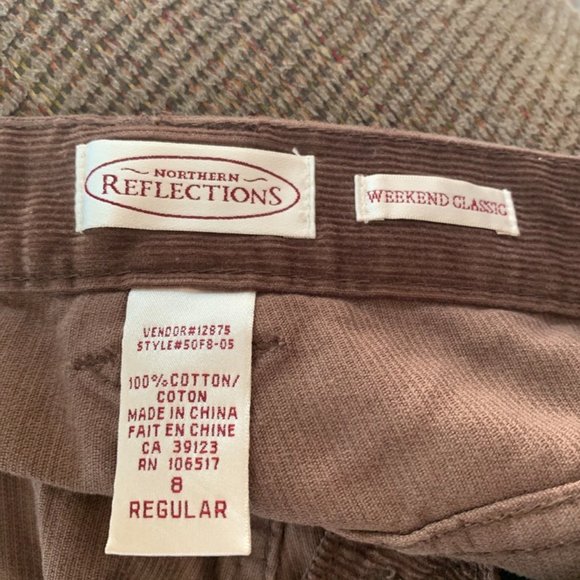 NORTHERN
REFLECTIONS
WEEKEND CLASSIC
VENDOR#12875
STYLE#50F8-05
100%COTTON/
COTON
MADE IN CHINA
FAIT EN CHINE
CA 39123
RN 106517
8
REGULAR